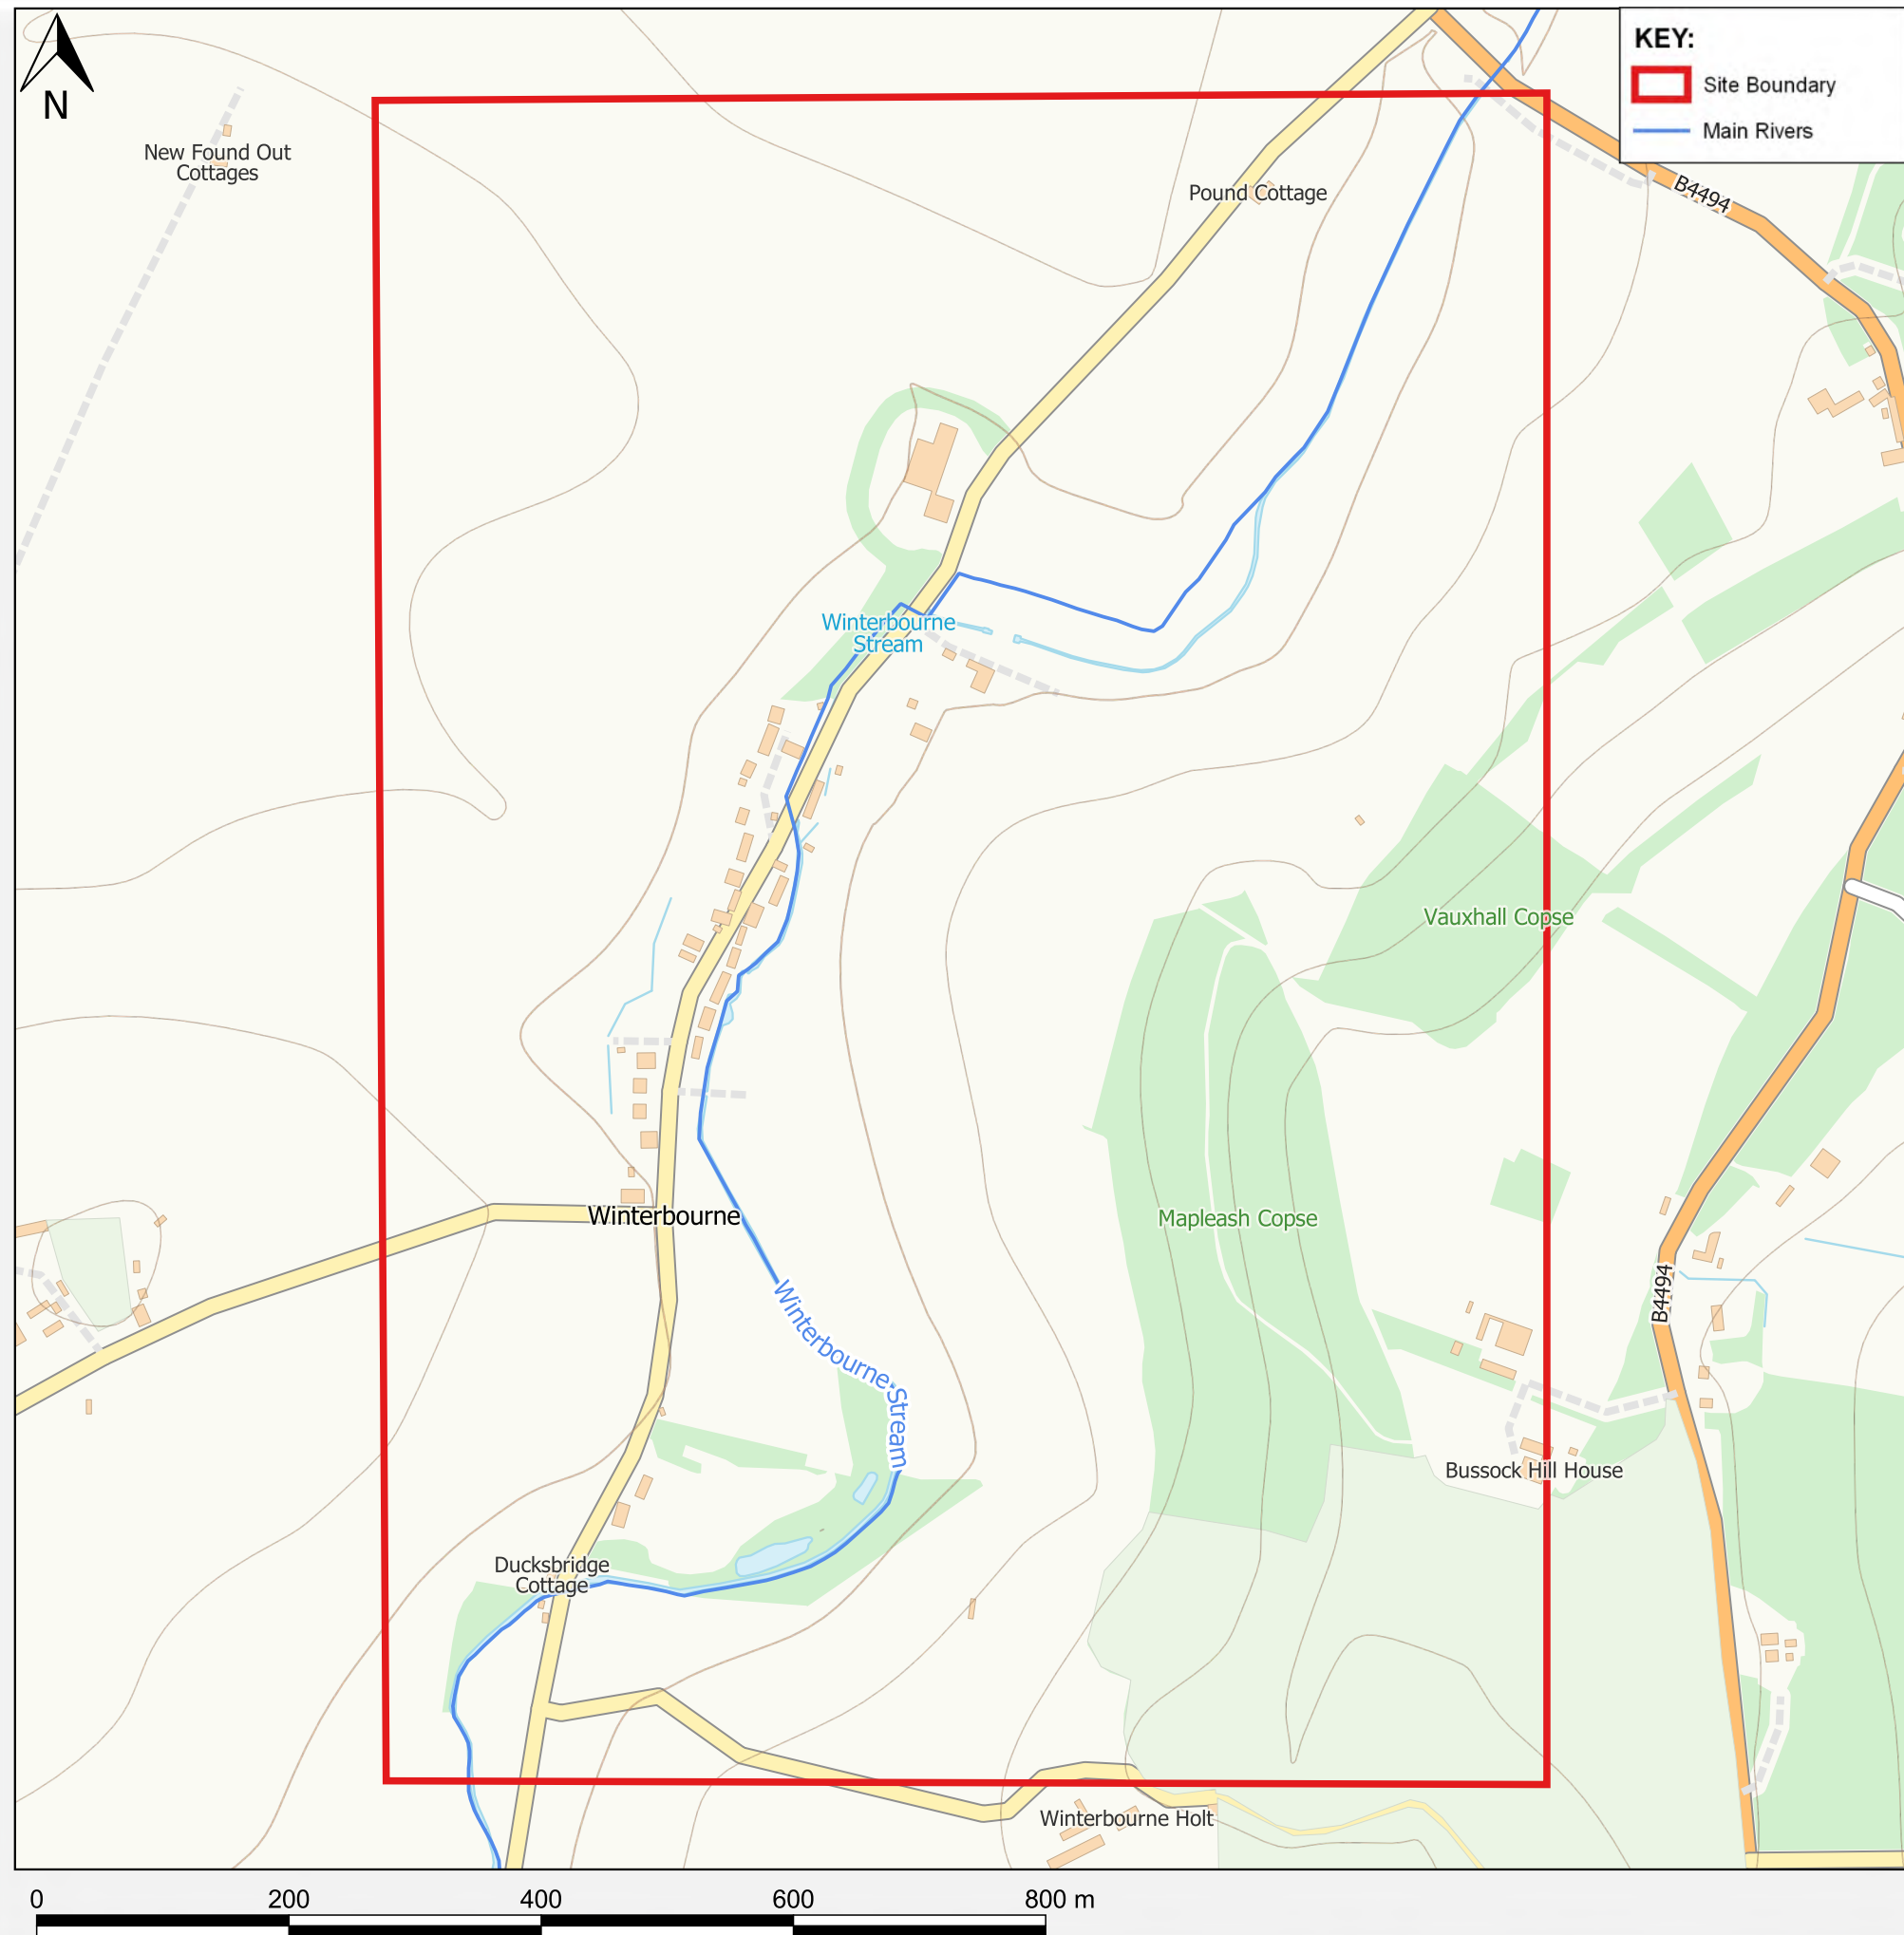 N
KEY:
Site Boundary
Main Rivers
New Found Out
Cottages
Pound Cottage
B4494
Winterbourne
Stream
Vauxhall Copse
Winterbourne
Mapleash Copse
B4494
Winterbourne Stream
Bussock Hill House
Ducksbridge
Cottage
Winterbourne Holt
0 200 400 600 800 m